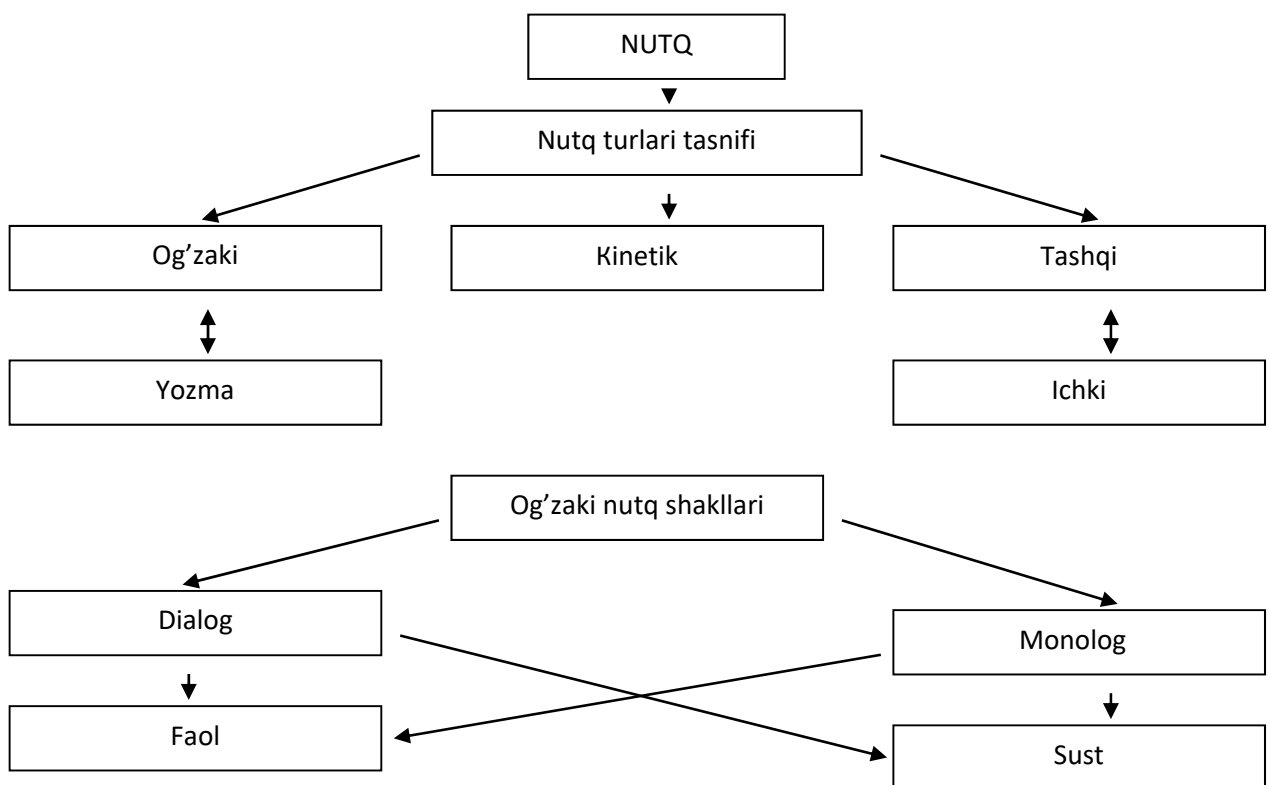 NUTQ
Nutq turlari tasnifi
Og’zaki
Kinetik
Tashqi
Yozma
Ichki
Og’zaki nutq shakllari
Dialog
Monolog
Faol
Sust